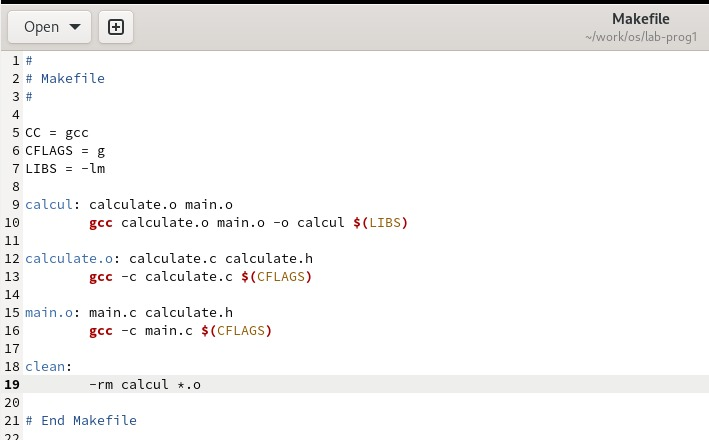 Open
Makefile
~/work/os/lab-prog1
1 #
2 # Makefile
3 #
4
5 CC = gcc
6 CFLAGS = g
7 LIBS = -lm
8
9 calcul: calculate.o main.o
10 gcc calculate.o main.o -o calcul $(LIBS)
11
12 calculate.o: calculate.c calculate.h
13 gcc -c calculate.c $(CFLAGS)
14
15 main.o: main.c calculate.h
16 gcc -c main.c $(CFLAGS)
17
18 clean:
19 -rm calcul *.o
20
21 # End Makefile
22